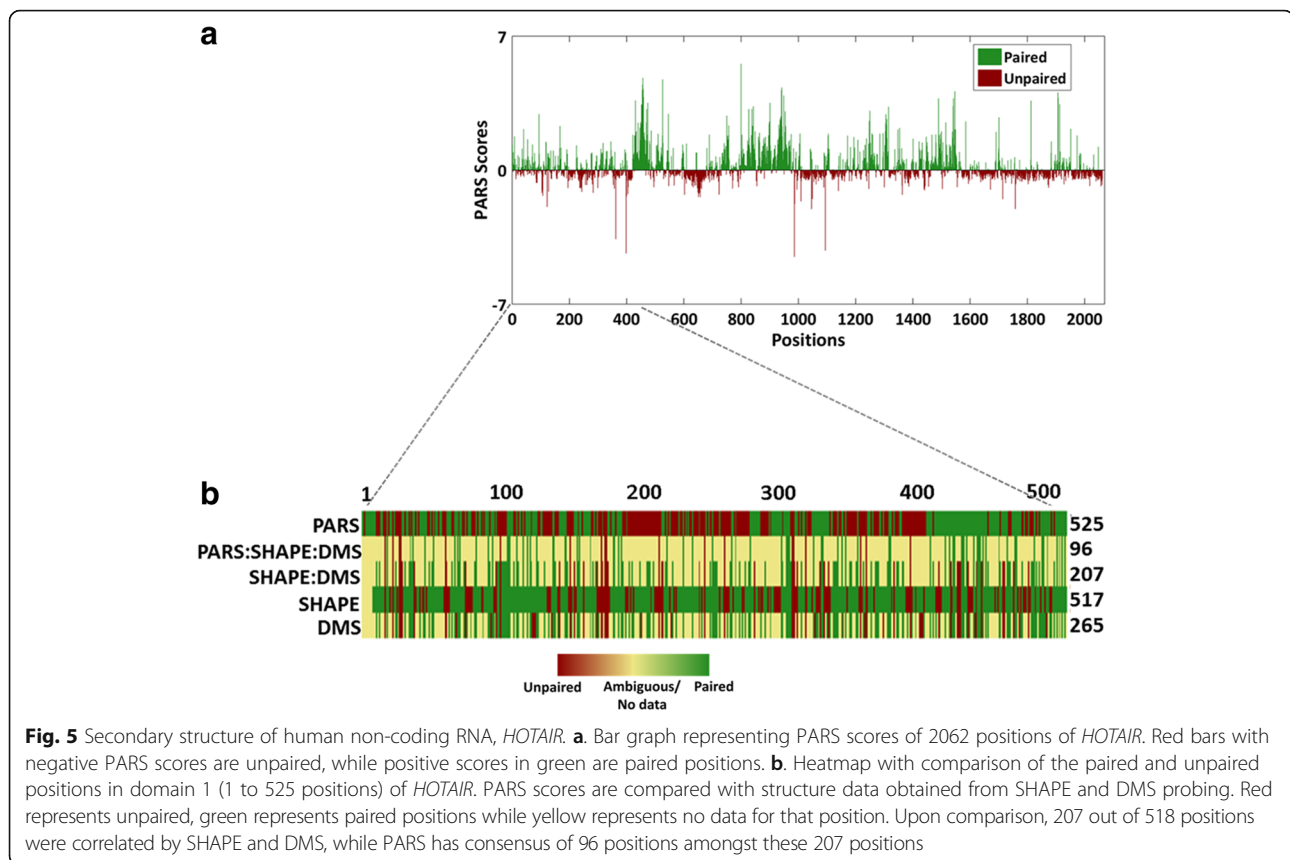 a
7
Paired
Unpaired
PARS Scores
0
-7
0 200 400 600 800 1000 1200 1400 1600 1800 2000
Positions
b
1 100 200 300 400 500
PARS 525
PARS:SHAPE:DMS 96
SHAPE:DMS 207
SHAPE 517
DMS 265
Unpaired Ambiguous/ Paired
No data
Fig. 5 Secondary structure of human non-coding RNA, HOTAIR. a. Bar graph representing PARS scores of 2062 positions of HOTAIR. Red bars with
negative PARS scores are unpaired, while positive scores in green are paired positions. b. Heatmap with comparison of the paired and unpaired
positions in domain 1 (1 to 525 positions) of HOTAIR. PARS scores are compared with structure data obtained from SHAPE and DMS probing. Red
represents unpaired, green represents paired positions while yellow represents no data for that position. Upon comparison, 207 out of 518 positions
were correlated by SHAPE and DMS, while PARS has consensus of 96 positions amongst these 207 positions